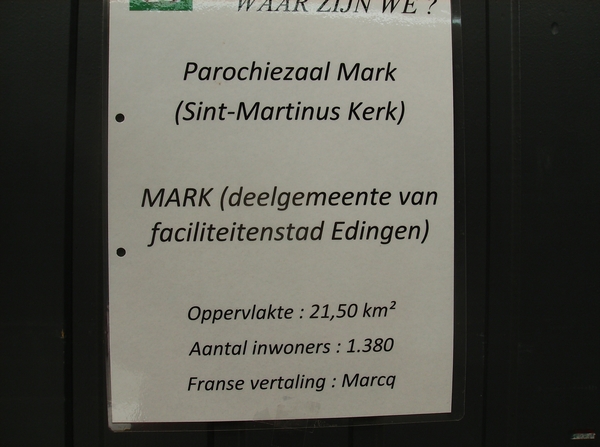 WAAR ZIJN WE ?
Parochiezaal Mark
(Sint-Martinus Kerk)
MARK (deelgemeente van
faciliteitenstad Edingen)
Oppervlakte : 21,50 km²
Aantal inwoners : 1.380
Franse vertaling : Marcq